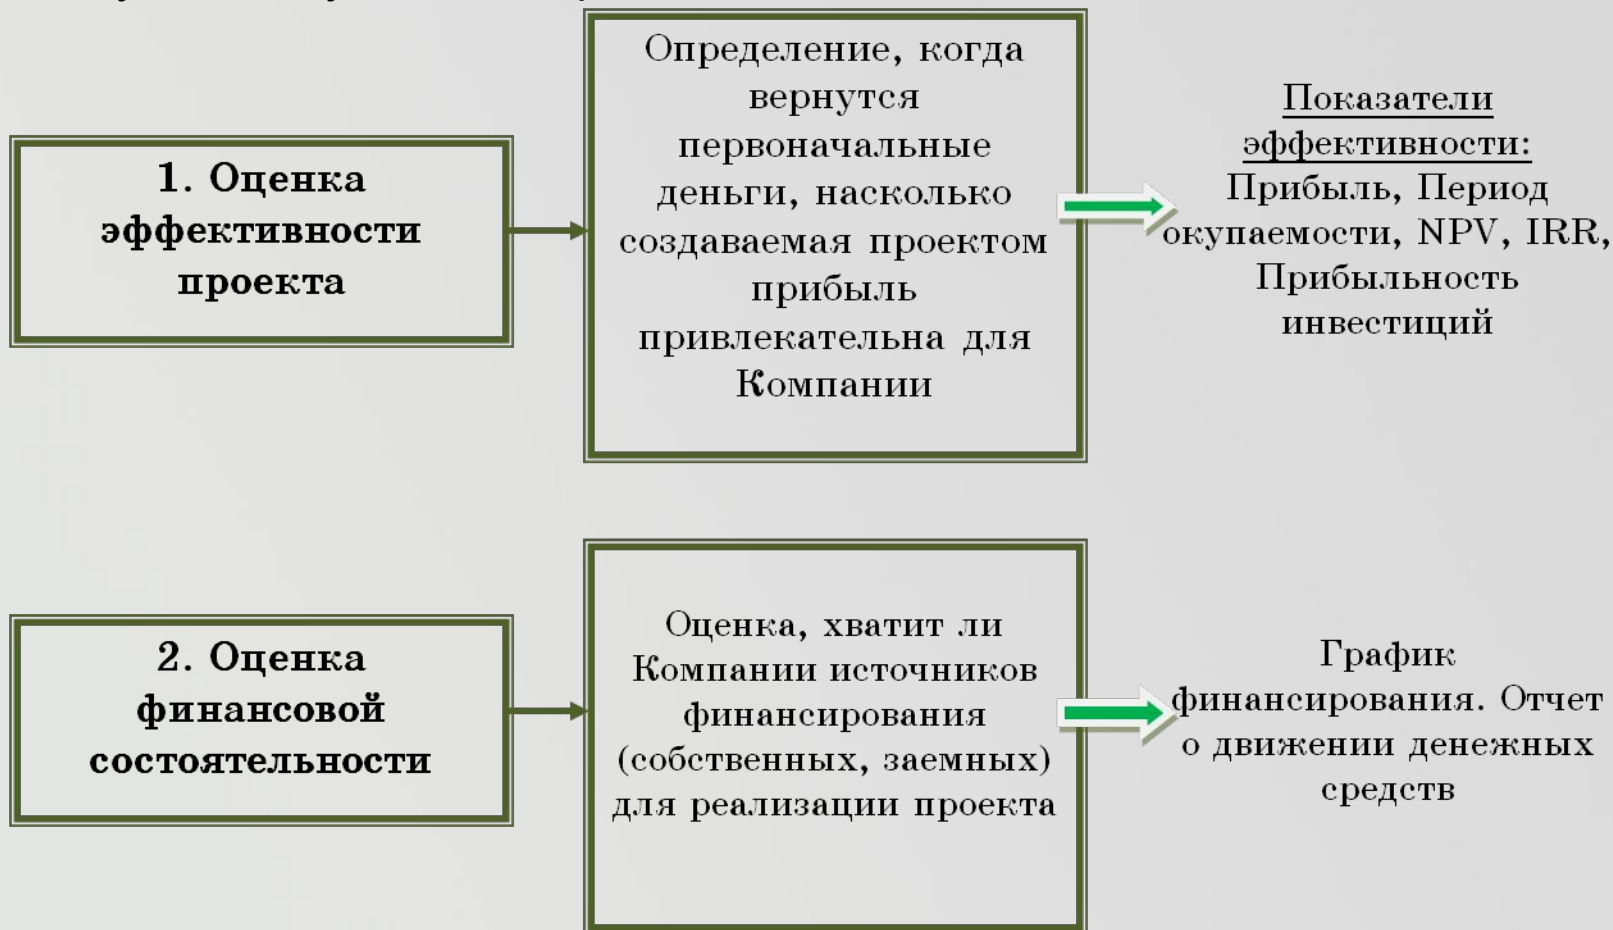 1. Оценка
эффективности
проекта
Определение, когда
вернутся
первоначальные
деньги, насколько
создаваемая проектом
прибыль
привлекательна для
Компании
Показатели
эффективности:
Прибыль, Период
окупаемости, NPV, IRR,
Прибыльность
инвестиций
2. Оценка
финансовой
состоятельности
Оценка, хватит ли
Компании источников
финансирования
(собственных, заемных)
для реализации проекта
График
финансирования. Отчет
о движении денежных
средств